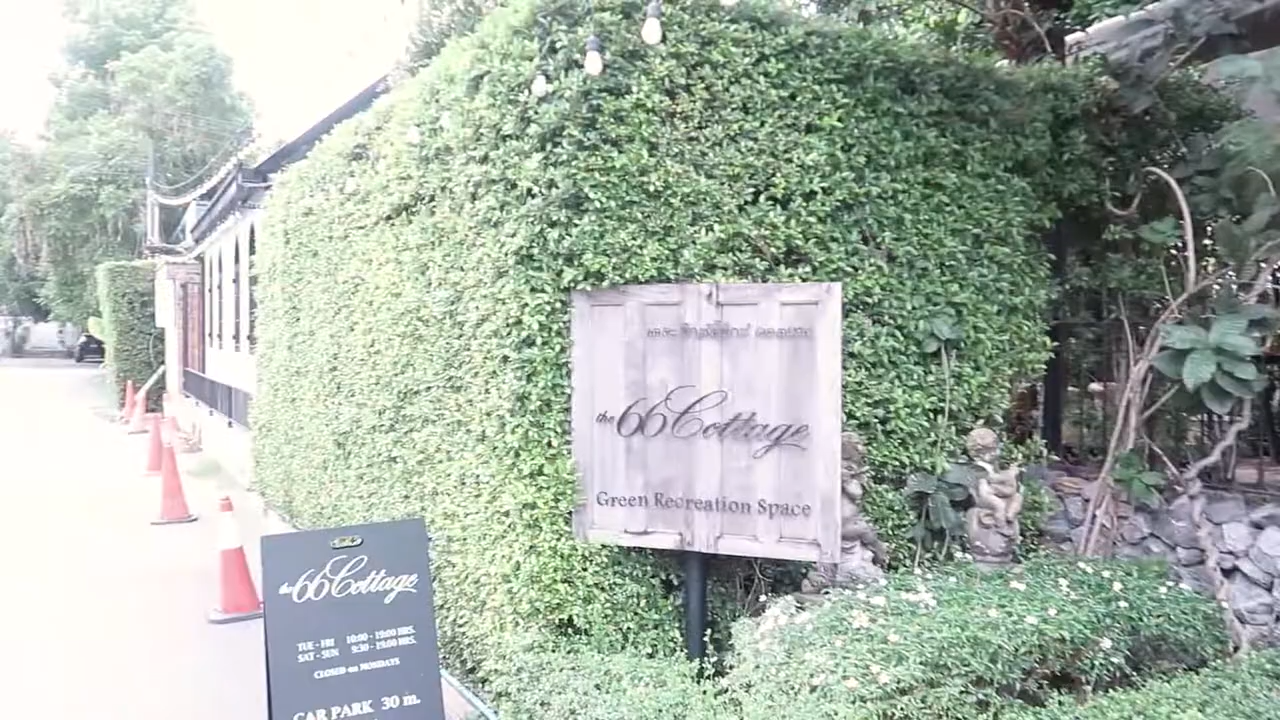 the 66 Cottage
Green Recreation Space
the 66 Cottage
TUE - FRI 10:00 - 19:00 HRS.
SAT - SUN 9:30 - 19:00 HRS.
CLOSED on MONDAYS
CAR PARK 30 m.